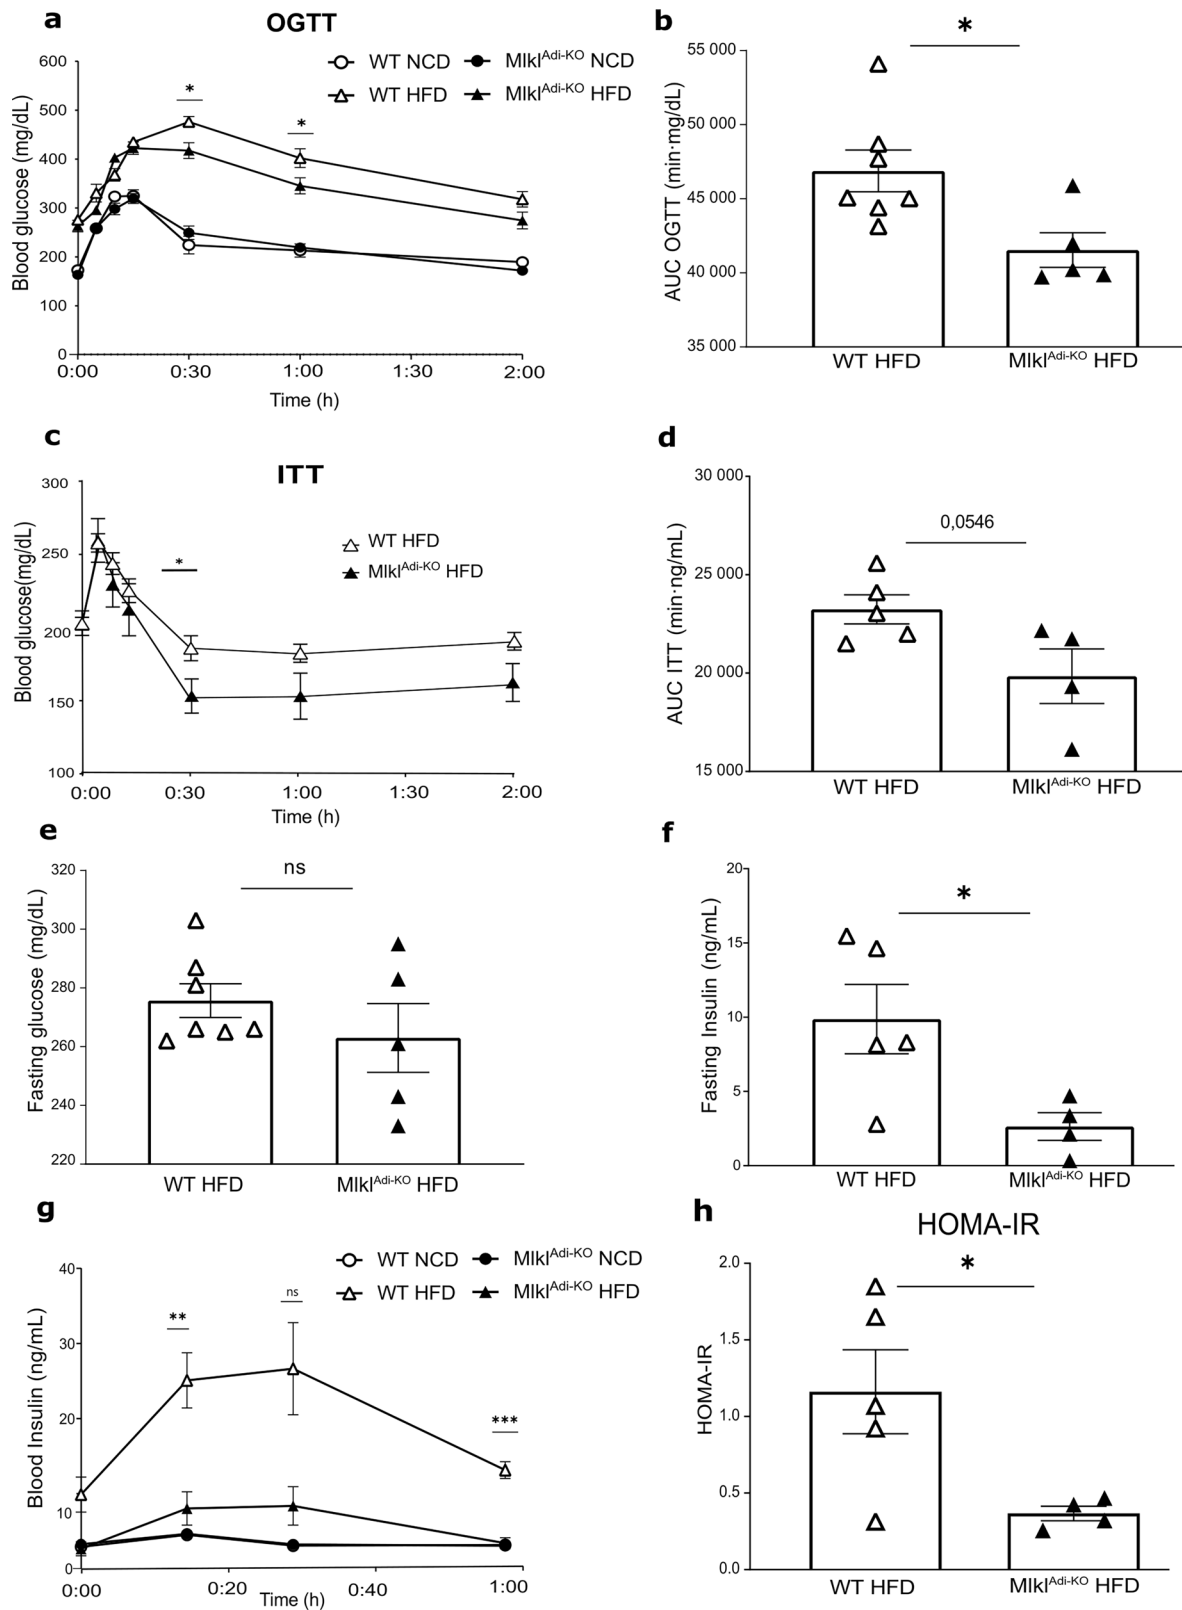 a
OGTT
WT NCD
Mlkl^Adi-KO NCD
WT HFD
Mlkl^Adi-KO HFD
*
*
600
500
400
300
200
100
0
Blood glucose (mg/dL)
0:00
0:30
1:00
1:30
2:00
Time (h)
b
*
55 000
50 000
45 000
40 000
35 000
AUC OGTT (min·mg/dL)
WT HFD
Mlkl^Adi-KO HFD
c
ITT
WT HFD
Mlkl^Adi-KO HFD
*
300
250
200
150
100
Blood glucose(mg/dL)
0:00
0:30
1:00
1:30
2:00
Time (h)
d
0,0546
30 000
25 000
20 000
15 000
AUC ITT (min·ng/mL)
WT HFD
Mlkl^Adi-KO HFD
e
ns
320
300
280
260
240
220
Fasting glucose (mg/dL)
WT HFD
Mlkl^Adi-KO HFD
f
*
20
15
10
5
0
Fasting Insulin (ng/mL)
WT HFD
Mlkl^Adi-KO HFD
g
WT NCD
Mlkl^Adi-KO NCD
WT HFD
Mlkl^Adi-KO HFD
**
ns
***
40
30
20
10
0
Blood Insulin (ng/mL)
0:00
0:20
0:40
1:00
Time (h)
h
HOMA-IR
*
2.0
1.5
1.0
0.5
0.0
HOMA-IR
WT HFD
Mlkl^Adi-KO HFD